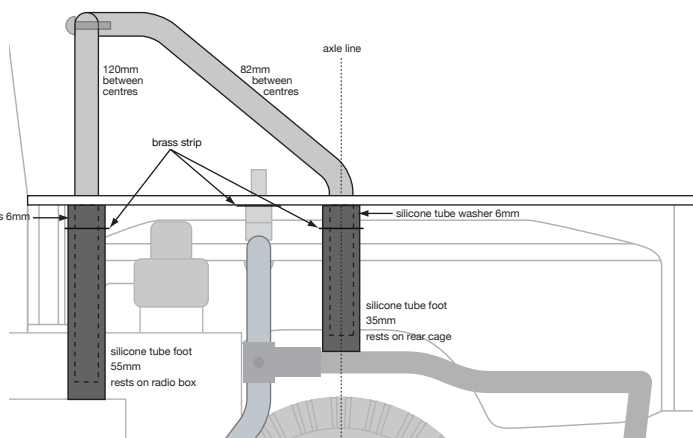 axle line
120mm
between
centres
82mm
between
centres
brass strip
s 6mm
silicone tube washer 6mm
silicone tube foot
35mm
rests on rear cage
silicone tube foot
55mm
rests on radio box